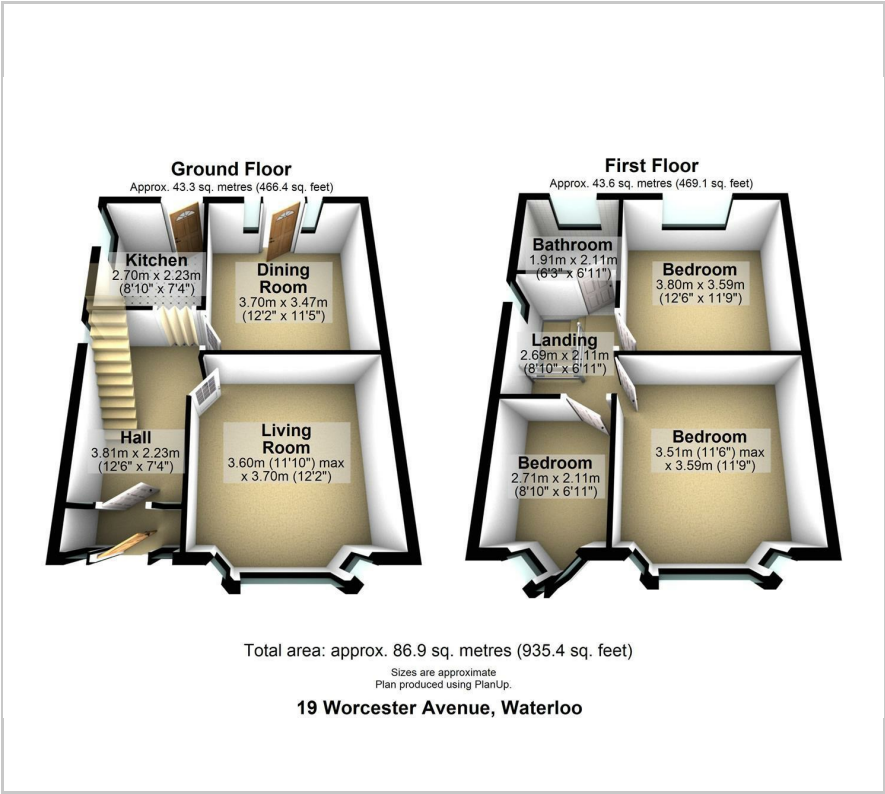 Ground Floor
Approx. 43.3 sq. metres (466.4 sq. feet)
Kitchen
2.70m x 2.23m
(8'10" x 7'4")
Dining
Room
3.70m x 3.47m
(12'2" x 11'5")
Hall
3.81m x 2.23m
(12'6" x 7'4")
Living
Room
3.60m (11'10") max
x 3.70m (12'2")
First Floor
Approx. 43.6 sq. metres (469.1 sq. feet)
Bathroom
1.91m x 2.11m
(6'3" x 6'11")
Bedroom
3.80m x 3.59m
(12'6" x 11'9")
Landing
2.69m x 2.11m
(8'10" x 6'11")
Bedroom
2.71m x 2.11m
(8'10" x 6'11")
Bedroom
3.51m (11'6") max
x 3.59m (11'9")
Total area: approx. 86.9 sq. metres (935.4 sq. feet)
Sizes are approximate
Plan produced using PlanUp.
19 Worcester Avenue, Waterloo